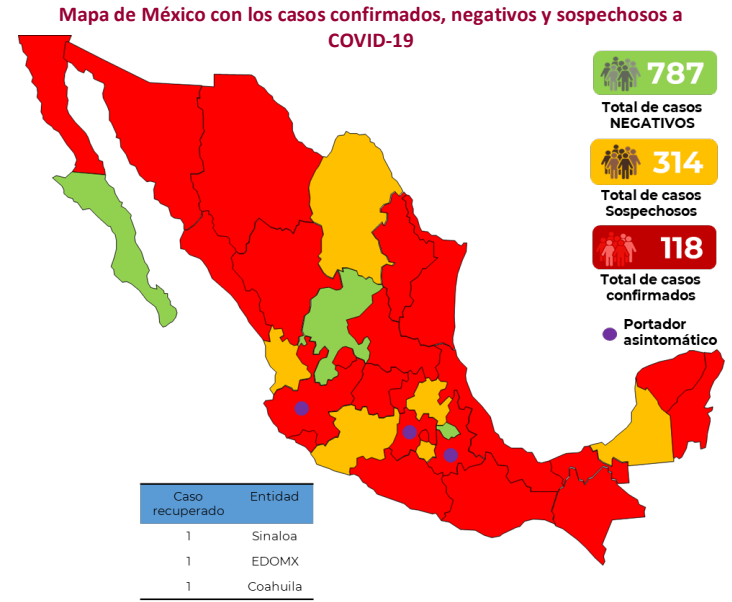 Mapa de México con los casos confirmados, negativos y sospechosos a
COVID-19
787
Total de casos
NEGATIVOS
314
Total de casos
Sospechosos
118
Total de casos
confirmados
Portador
asintomático
Caso recuperado Entidad
1 Sinaloa
1 EDOMX
1 Coahuila